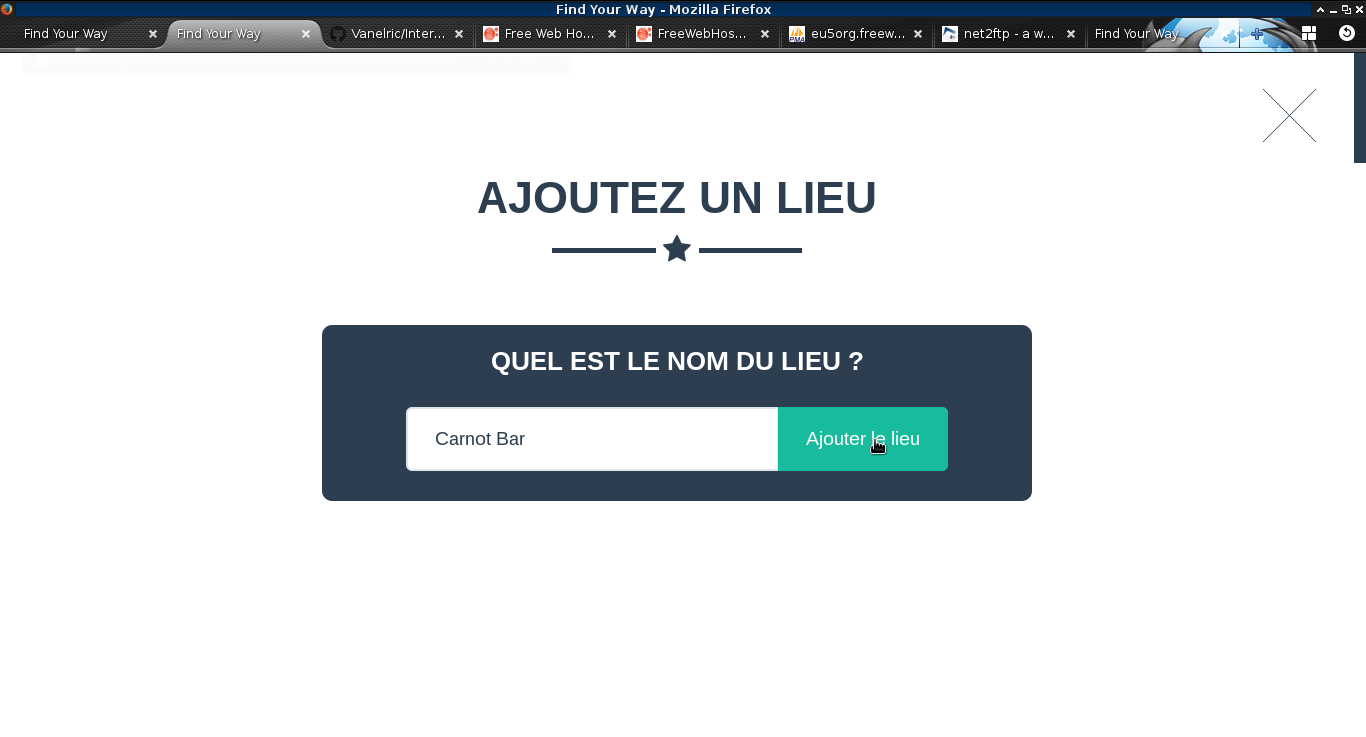 Find Your Way - Mozilla Firefox
Find Your Way
Find Your Way
Vanelric/Inter...
Free Web Ho...
FreeWebHos...
eu5org.freew...
net2ftp - a w...
Find Your Way
AJOUTEZ UN LIEU
QUEL EST LE NOM DU LIEU ?
Carnot Bar
Ajouter le lieu